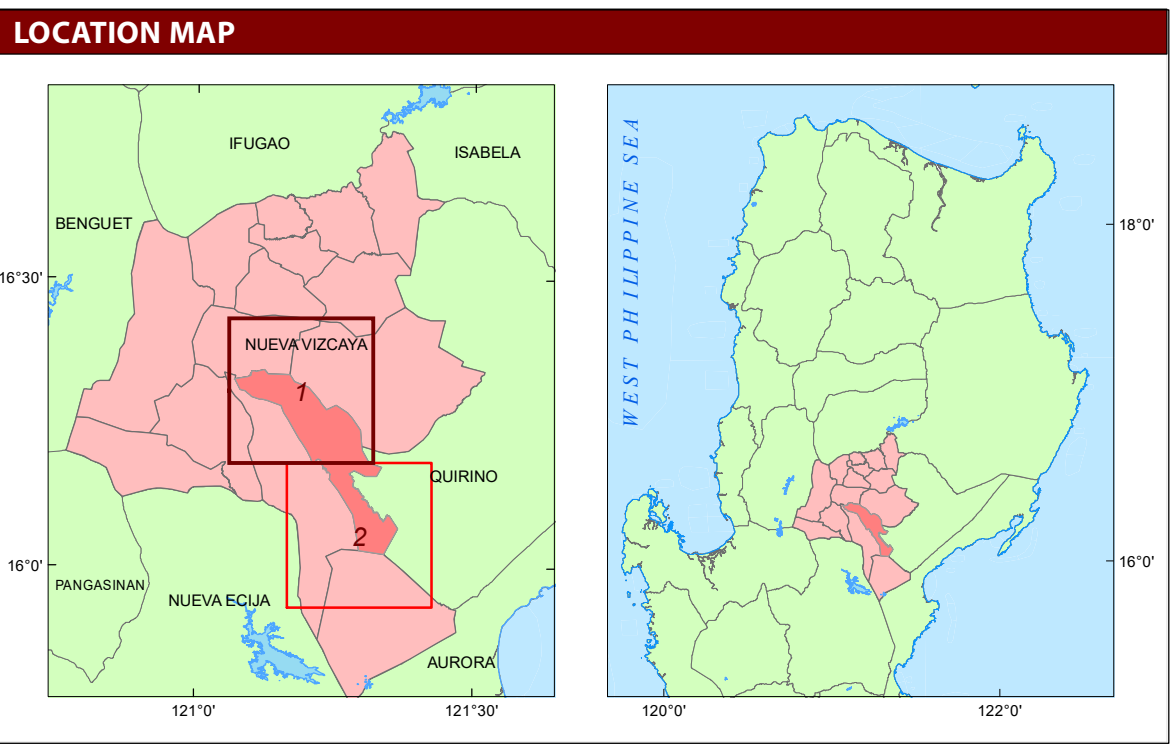 LOCATION MAP
IFUGAO
ISABELA
BENGUET
16°30'
NUEVA VIZCAYA
1
QUIRINO
2
16°0'
PANGASINAN
NUEVA ECIJA
AURORA
121°0'
121°30'
WEST PHILIPPINE SEA
18°0'
16°0'
120°0'
122°0'